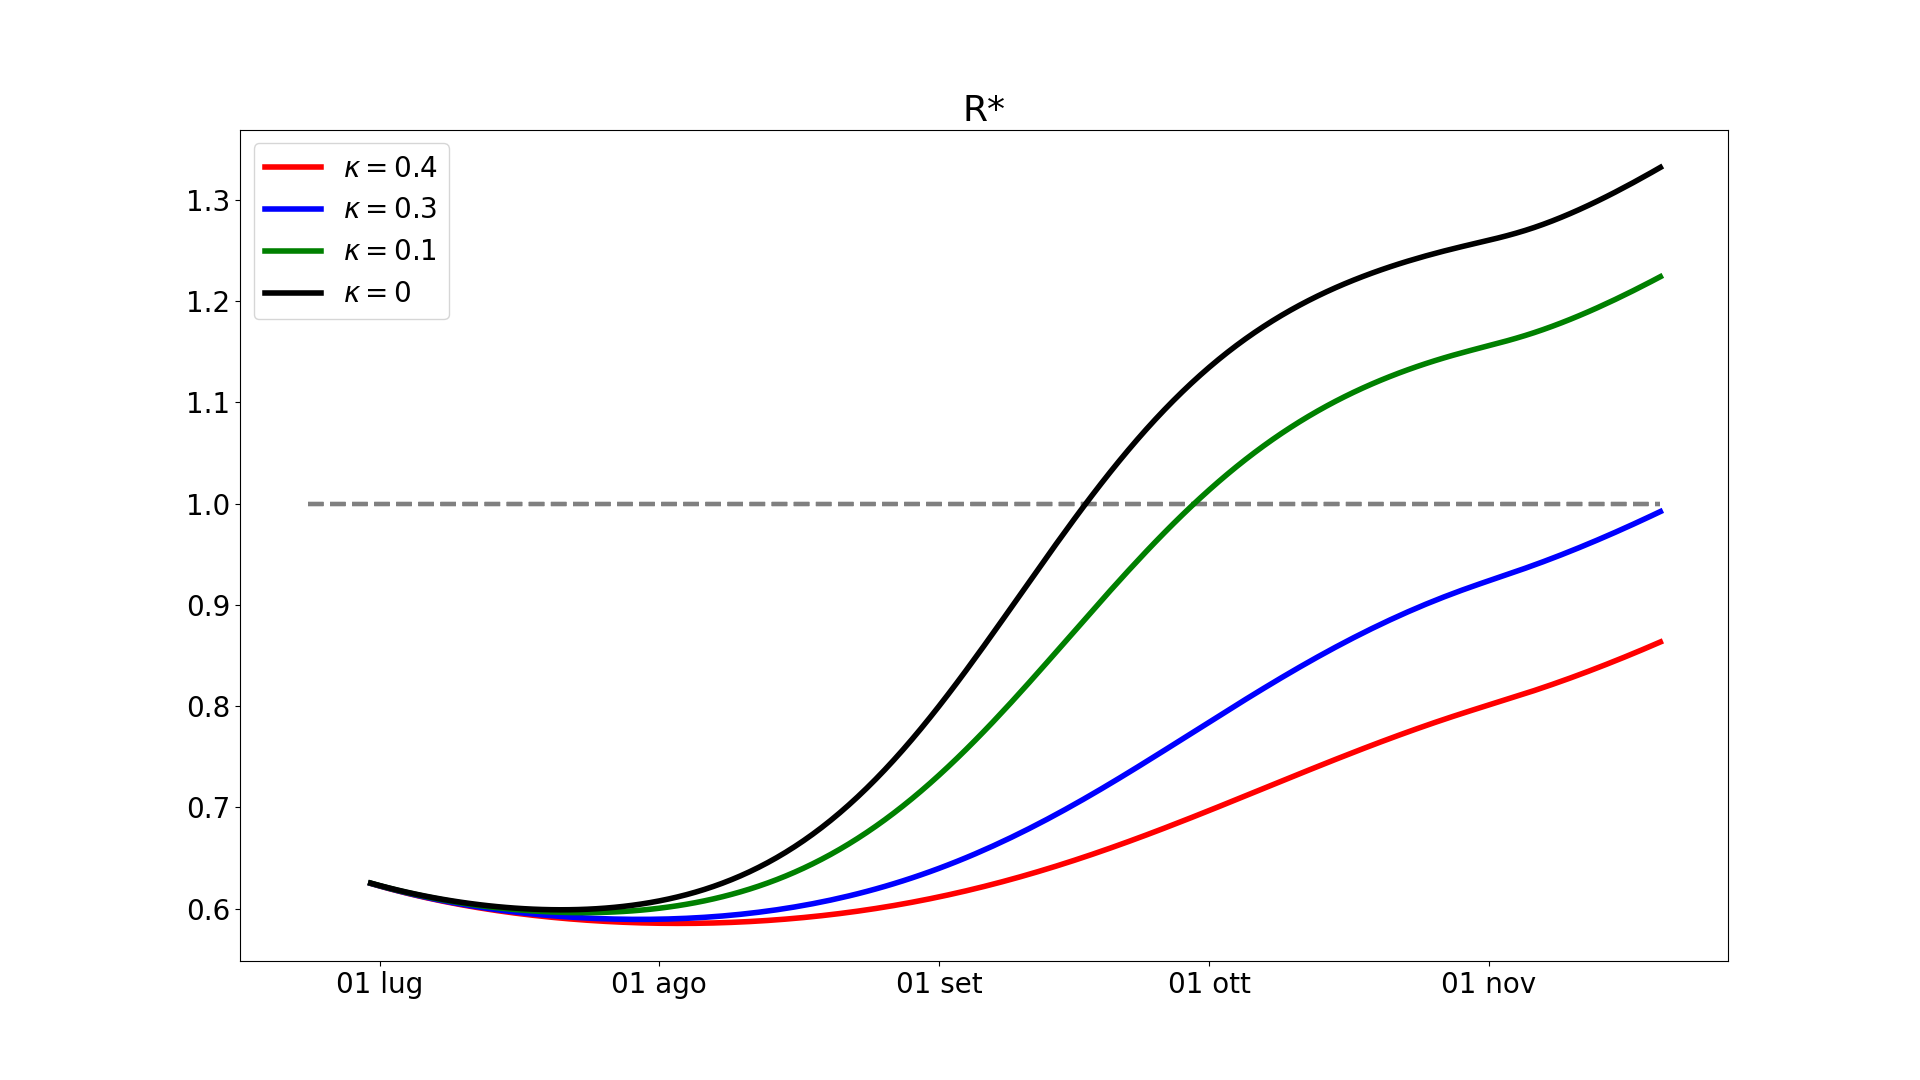 R*
κ = 0.4
κ = 0.3
κ = 0.1
κ = 0
1.3
1.2
1.1
1.0
0.9
0.8
0.7
0.6
01 lug
01 ago
01 set
01 ott
01 nov